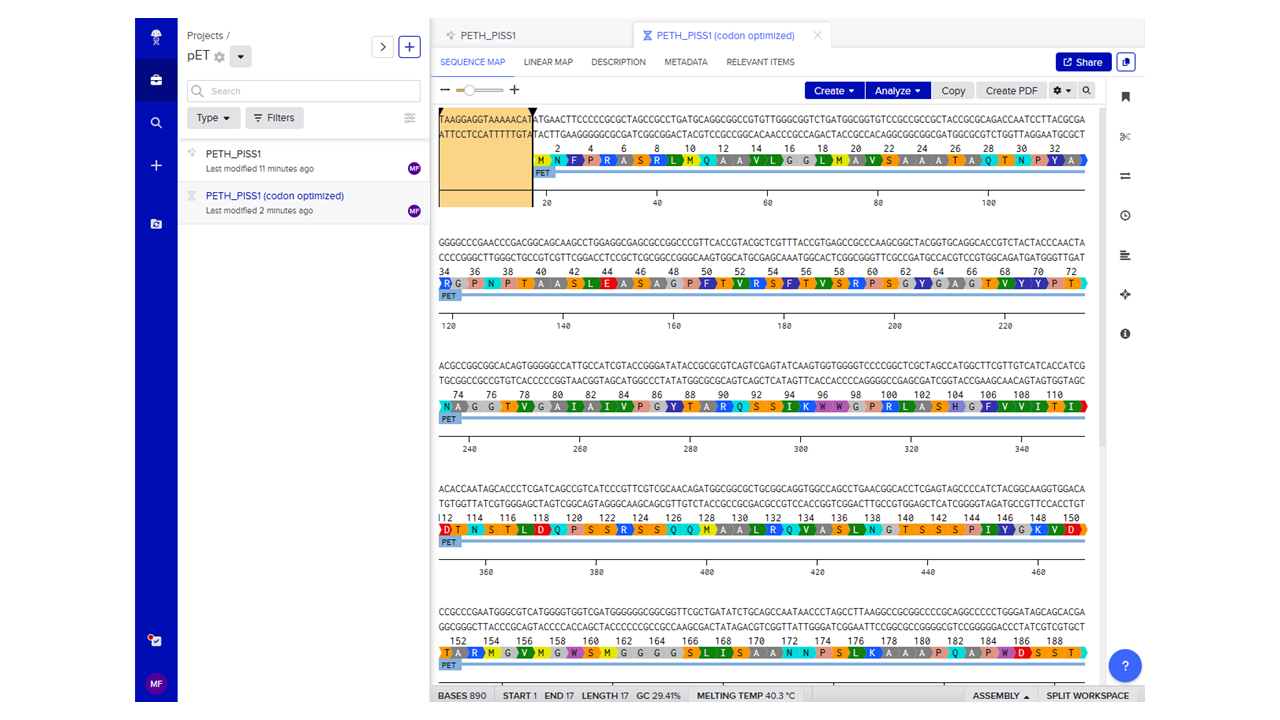 Projects /
pET
Search
Type
Filters
PETH_PISS1
Last modified 11 minutes ago
MF
PETH_PISS1 (codon optimized)
Last modified 2 minutes ago
MF
MF
PETH_PISS1
PETH_PISS1 (codon optimized)
SEQUENCE MAP LINEAR MAP DESCRIPTION METADATA RELEVANT ITEMS
Share
Create Analyze Copy Create PDF
TAAGGAGGTAAAAACATATGAACTTCCCCCGCGCTAGCCGCCTGATGCAGGCGGCCGTGTTGGGCGGTCTGATGGCGGTGTCCGCCGCCGCTACCGCGCAGACCAATCCTTACGCGA
ATTCCTCCATTTTTGTATACTTGAAGGGGGCGCGATCGGCGGACTACGTCCGCCGGCACAACCCGCCAGACTACCGCCACAGGCGGCGGCGATGGCGCGTCTGGTTAGGAATGCGCT
2 4 6 8 10 12 14 16 18 20 22 24 26 28 30 32
M N F P R A S R L M Q A A V L G G L M A V S A A A T A Q T N P Y A
PET
20 40 60 80 100
GGGGCCCGAACCCGACGGCAGCAAGCCTGGAGGCGAGCGCCGGCCCGTTCACCGTACGCTCGTTTACCGTGAGCCGCCCAAGCGGCTACGGTGCAGGCACCGTCTACTACCCAACTA
CCCCGGGCTTGGGCTGCCGTCGTTCGGACCTCCGCTCGCGGCCGGGCAAGTGGCATGCGAGCAAATGGCACTCGGCGGGTTCGCCGATGCCACGTCCGTGGCAGATGATGGGTTGAT
34 36 38 40 42 44 46 48 50 52 54 56 58 60 62 64 66 68 70 72
R G P N P T A A S L E A S A G P F T V R S F T V S R P S G Y G A G T V Y Y P T
PET
120 140 160 180 200 220
ACGCCGGCGGCACAGTGGGGGCCATTGCCATCGTACCGGGATATACCGCGCGTCAGTCGAGTATCAAGTGGTGGGGTCCCCGGCTCGCTAGCCATGGCTTCGTTGTCATCACCATCG
TGCGGCCGCCGTGTCACCCCCGGTAACGGTAGCATGGCCCTATATGGCGCGCAGTCAGCTCATAGTTCACCACCCCAGGGGCCGAGCGATCGGTACCGAAGCAACAGTAGTGGTAGC
74 76 78 80 82 84 86 88 90 92 94 96 98 100 102 104 106 108 110
N A G G T V G A I A I V P G Y T A R Q S S I K W W G P R L A S H G F V V I T I
PET
240 260 280 300 320 340
ACACCAATAGCACCCTCGATCAGCCGTCATCCCGTTCGTCGCAACAGATGGCGGCGCTGCGGCAGGTGGCCAGCCTGAACGGCACCTCGAGTAGCCCCATCTACGGCAAGGTGGACA
TGTGGTTATCGTGGGAGCTAGTCGGCAGTAGGGCAAGCAGCGTTGTCTACCGCCGCGACGCCGTCCACCGGTCGGACTTGCCGTGGAGCTCATCGGGGTAGATGCCGTTCCACCTGT
112 114 116 118 120 122 124 126 128 130 132 134 136 138 140 142 144 146 148 150
D T N S T L D Q P S S R S S Q Q M A A L R Q V A S L N G T S S S P I Y G K V D
PET
360 380 400 420 440 460
CCGCCCGAATGGGCGTCATGGGGTGGTCGATGGGGGGCGGCGGTTCGCTGATATCTGCAGCCAATAACCCTAGCCTTAAGGCCGCGGCCCCGCAGGCCCCCTGGGATAGCAGCACGA
GGCGGGCTTACCCGCAGTACCCCACCAGCTACCCCCCGCCGCCAAGCGACTATAGACGTCGGTTATTGGGATCGGAATTCCGGCGCCGGGGCGTCCGGGGGACCCTATCGTCGTGCT
152 154 156 158 160 162 164 166 168 170 172 174 176 178 180 182 184 186 188
T A R M G V M G W S M G G G G S L I S A A N N P S L K A A A P Q A P W D S S T
PET
BASES 890 START 1 END 17 LENGTH 17 GC 29.41% MELTING TEMP 40.3 °C ASSEMBLY SPLIT WORKSPACE
?